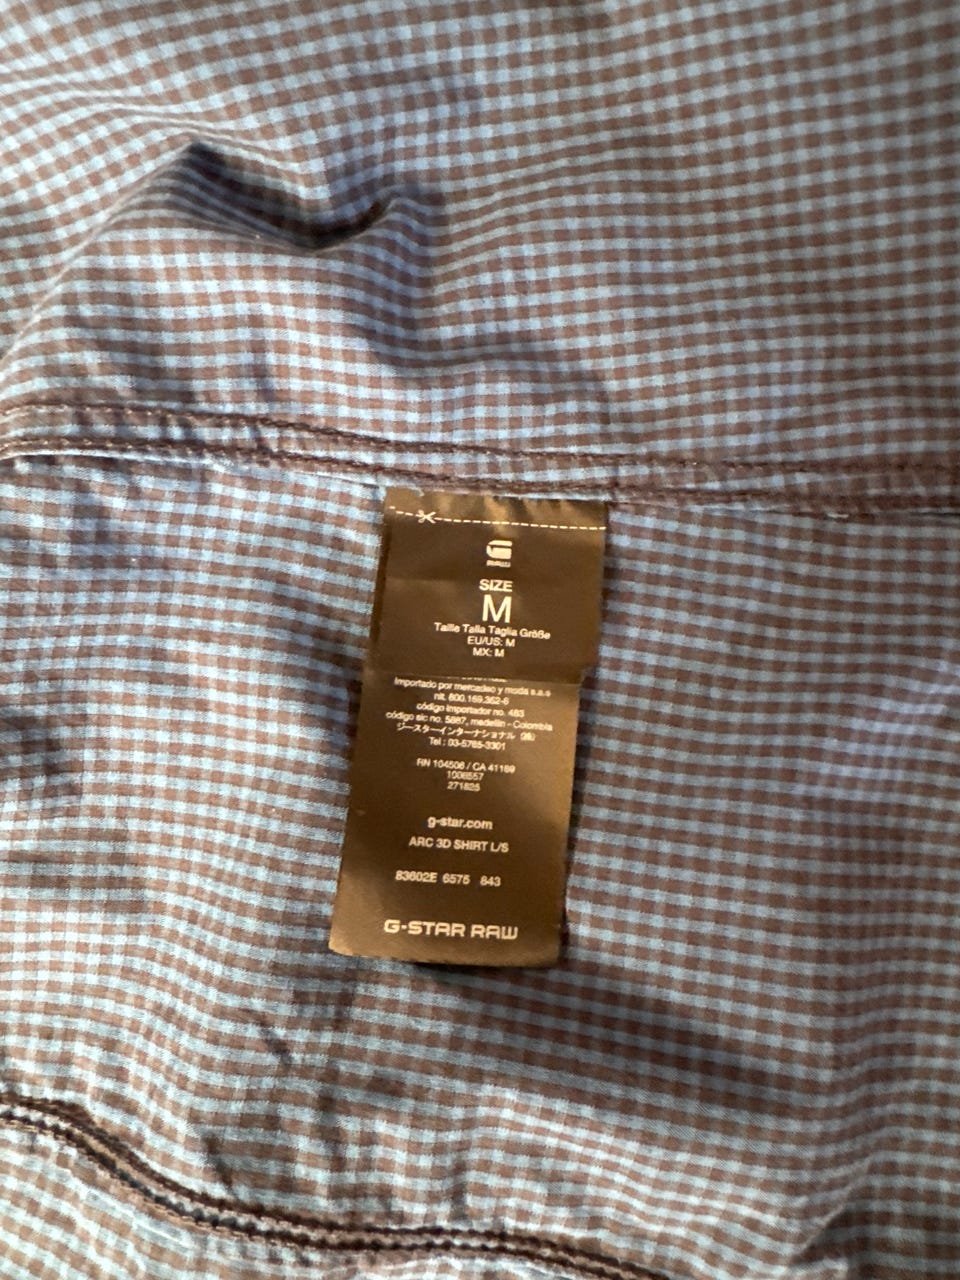 RAW
SIZE
M
Taille Talla Taglia Größe
EU/US: M
MX: M
Importado por mercadeo y moda s.a.s
nit. 800.169.362-6
código importador no. 483
código sic no. 5887, medellin - Colombia
ジースターインターナショナル (株)
Tel : 03-5765-3301
RN 104506 / CA 41189
1008557
271825
g-star.com
ARC 3D SHIRT L/S
83602E 6575 843
G-STAR RAW